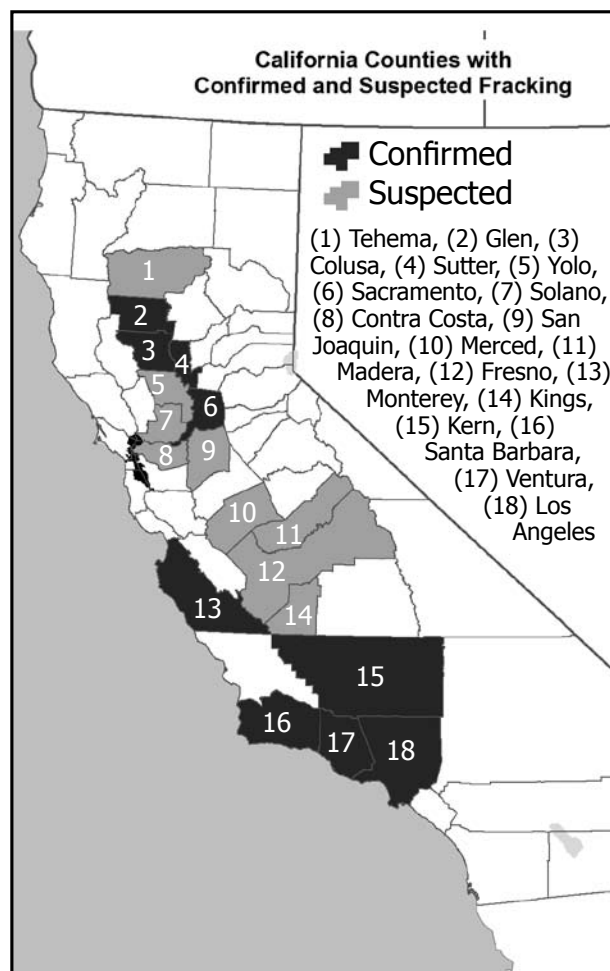 California Counties with
Confirmed and Suspected Fracking
Confirmed
Suspected
(1) Tehema, (2) Glen, (3)
Colusa, (4) Sutter, (5) Yolo,
(6) Sacramento, (7) Solano,
(8) Contra Costa, (9) San
Joaquin, (10) Merced, (11)
Madera, (12) Fresno, (13)
Monterey, (14) Kings,
(15) Kern, (16)
Santa Barbara,
(17) Ventura,
(18) Los
Angeles
1
2
3
4
5
6
7
8
9
10
11
12
13
14
15
16
17
18